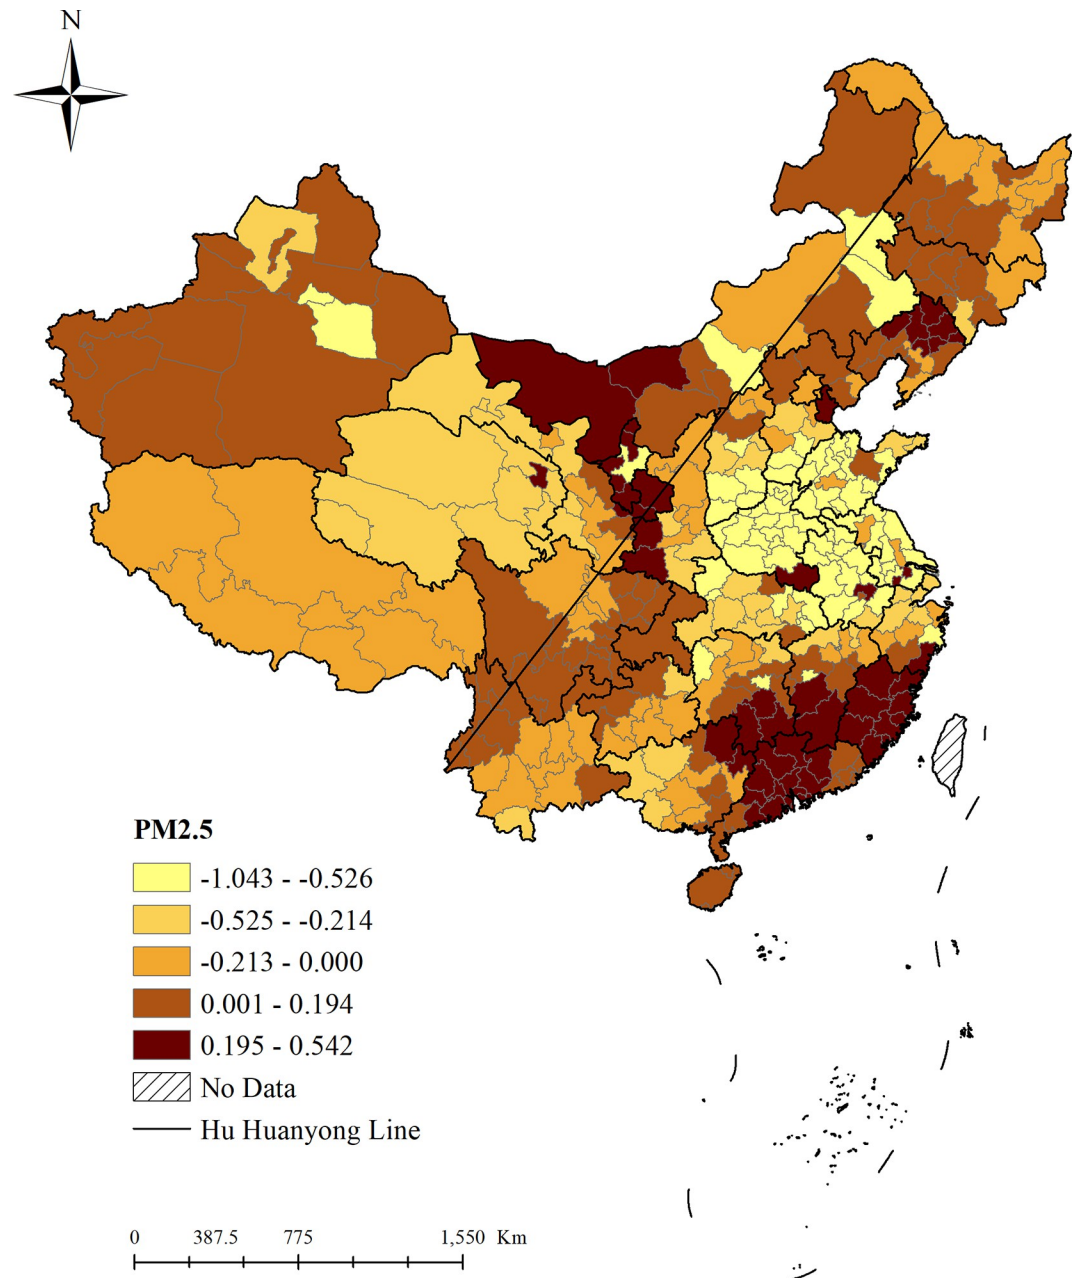 N
PM2.5
-1.043 - -0.526
-0.525 - -0.214
-0.213 - 0.000
0.001 - 0.194
0.195 - 0.542
No Data
Hu Huanyong Line
0 387.5 775 1,550 Km